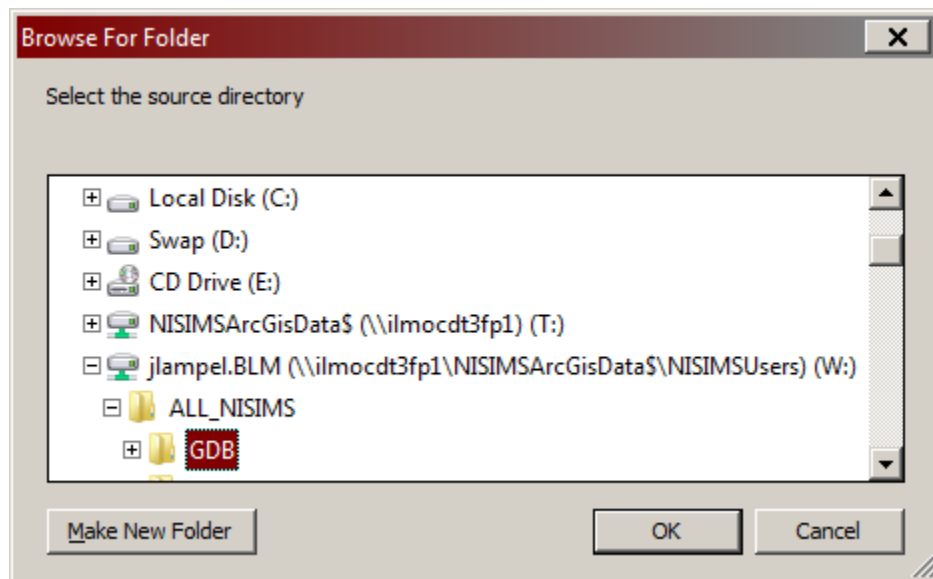 Browse For Folder
Select the source directory
Local Disk (C:)
Swap (D:)
CD Drive (E:)
NISIMSArcGisData$ (\\ilmocdt3fp1) (T:)
jlampel.BLM (\\ilmocdt3fp1\NISIMSArcGisData$\NISIMSUsers) (W:)
ALL_NISIMS
GDB
Make New Folder OK Cancel